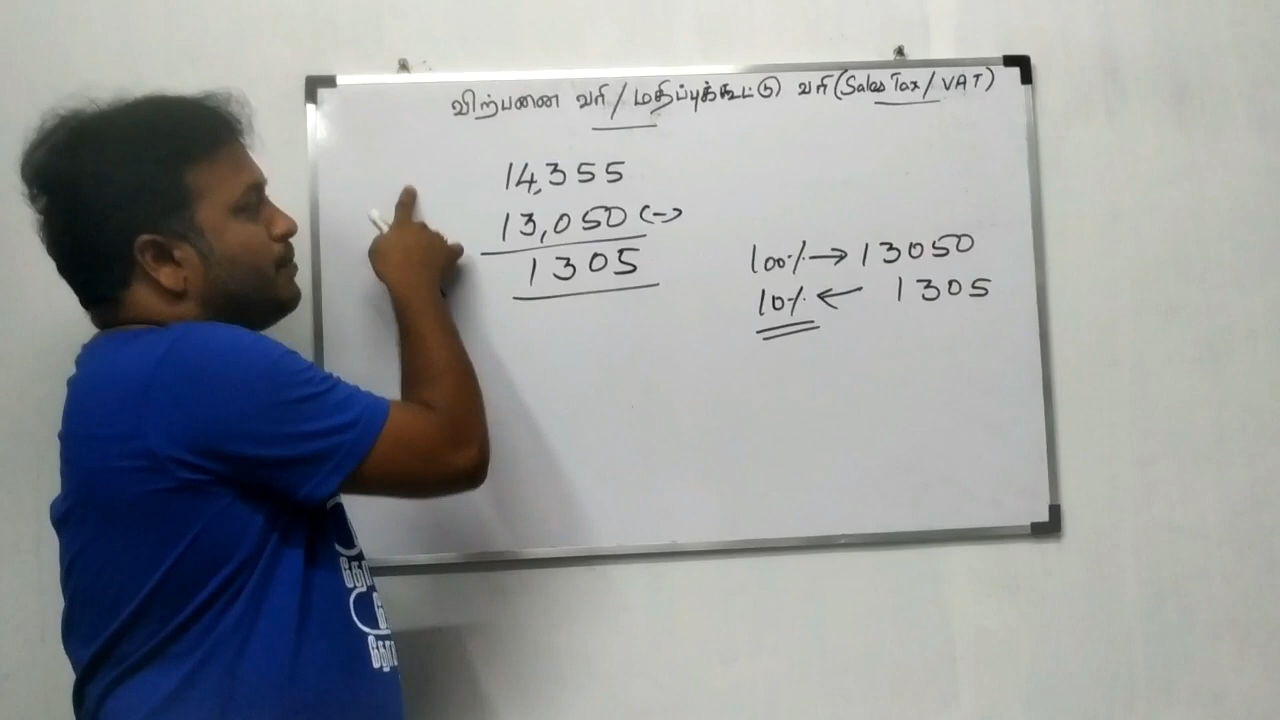 விற்பனை வரி / மதிப்புக்கூட்டு வரி (Sales Tax / VAT)
14,355
13,050 (-)
1305
100% → 13050
10% ← 1305